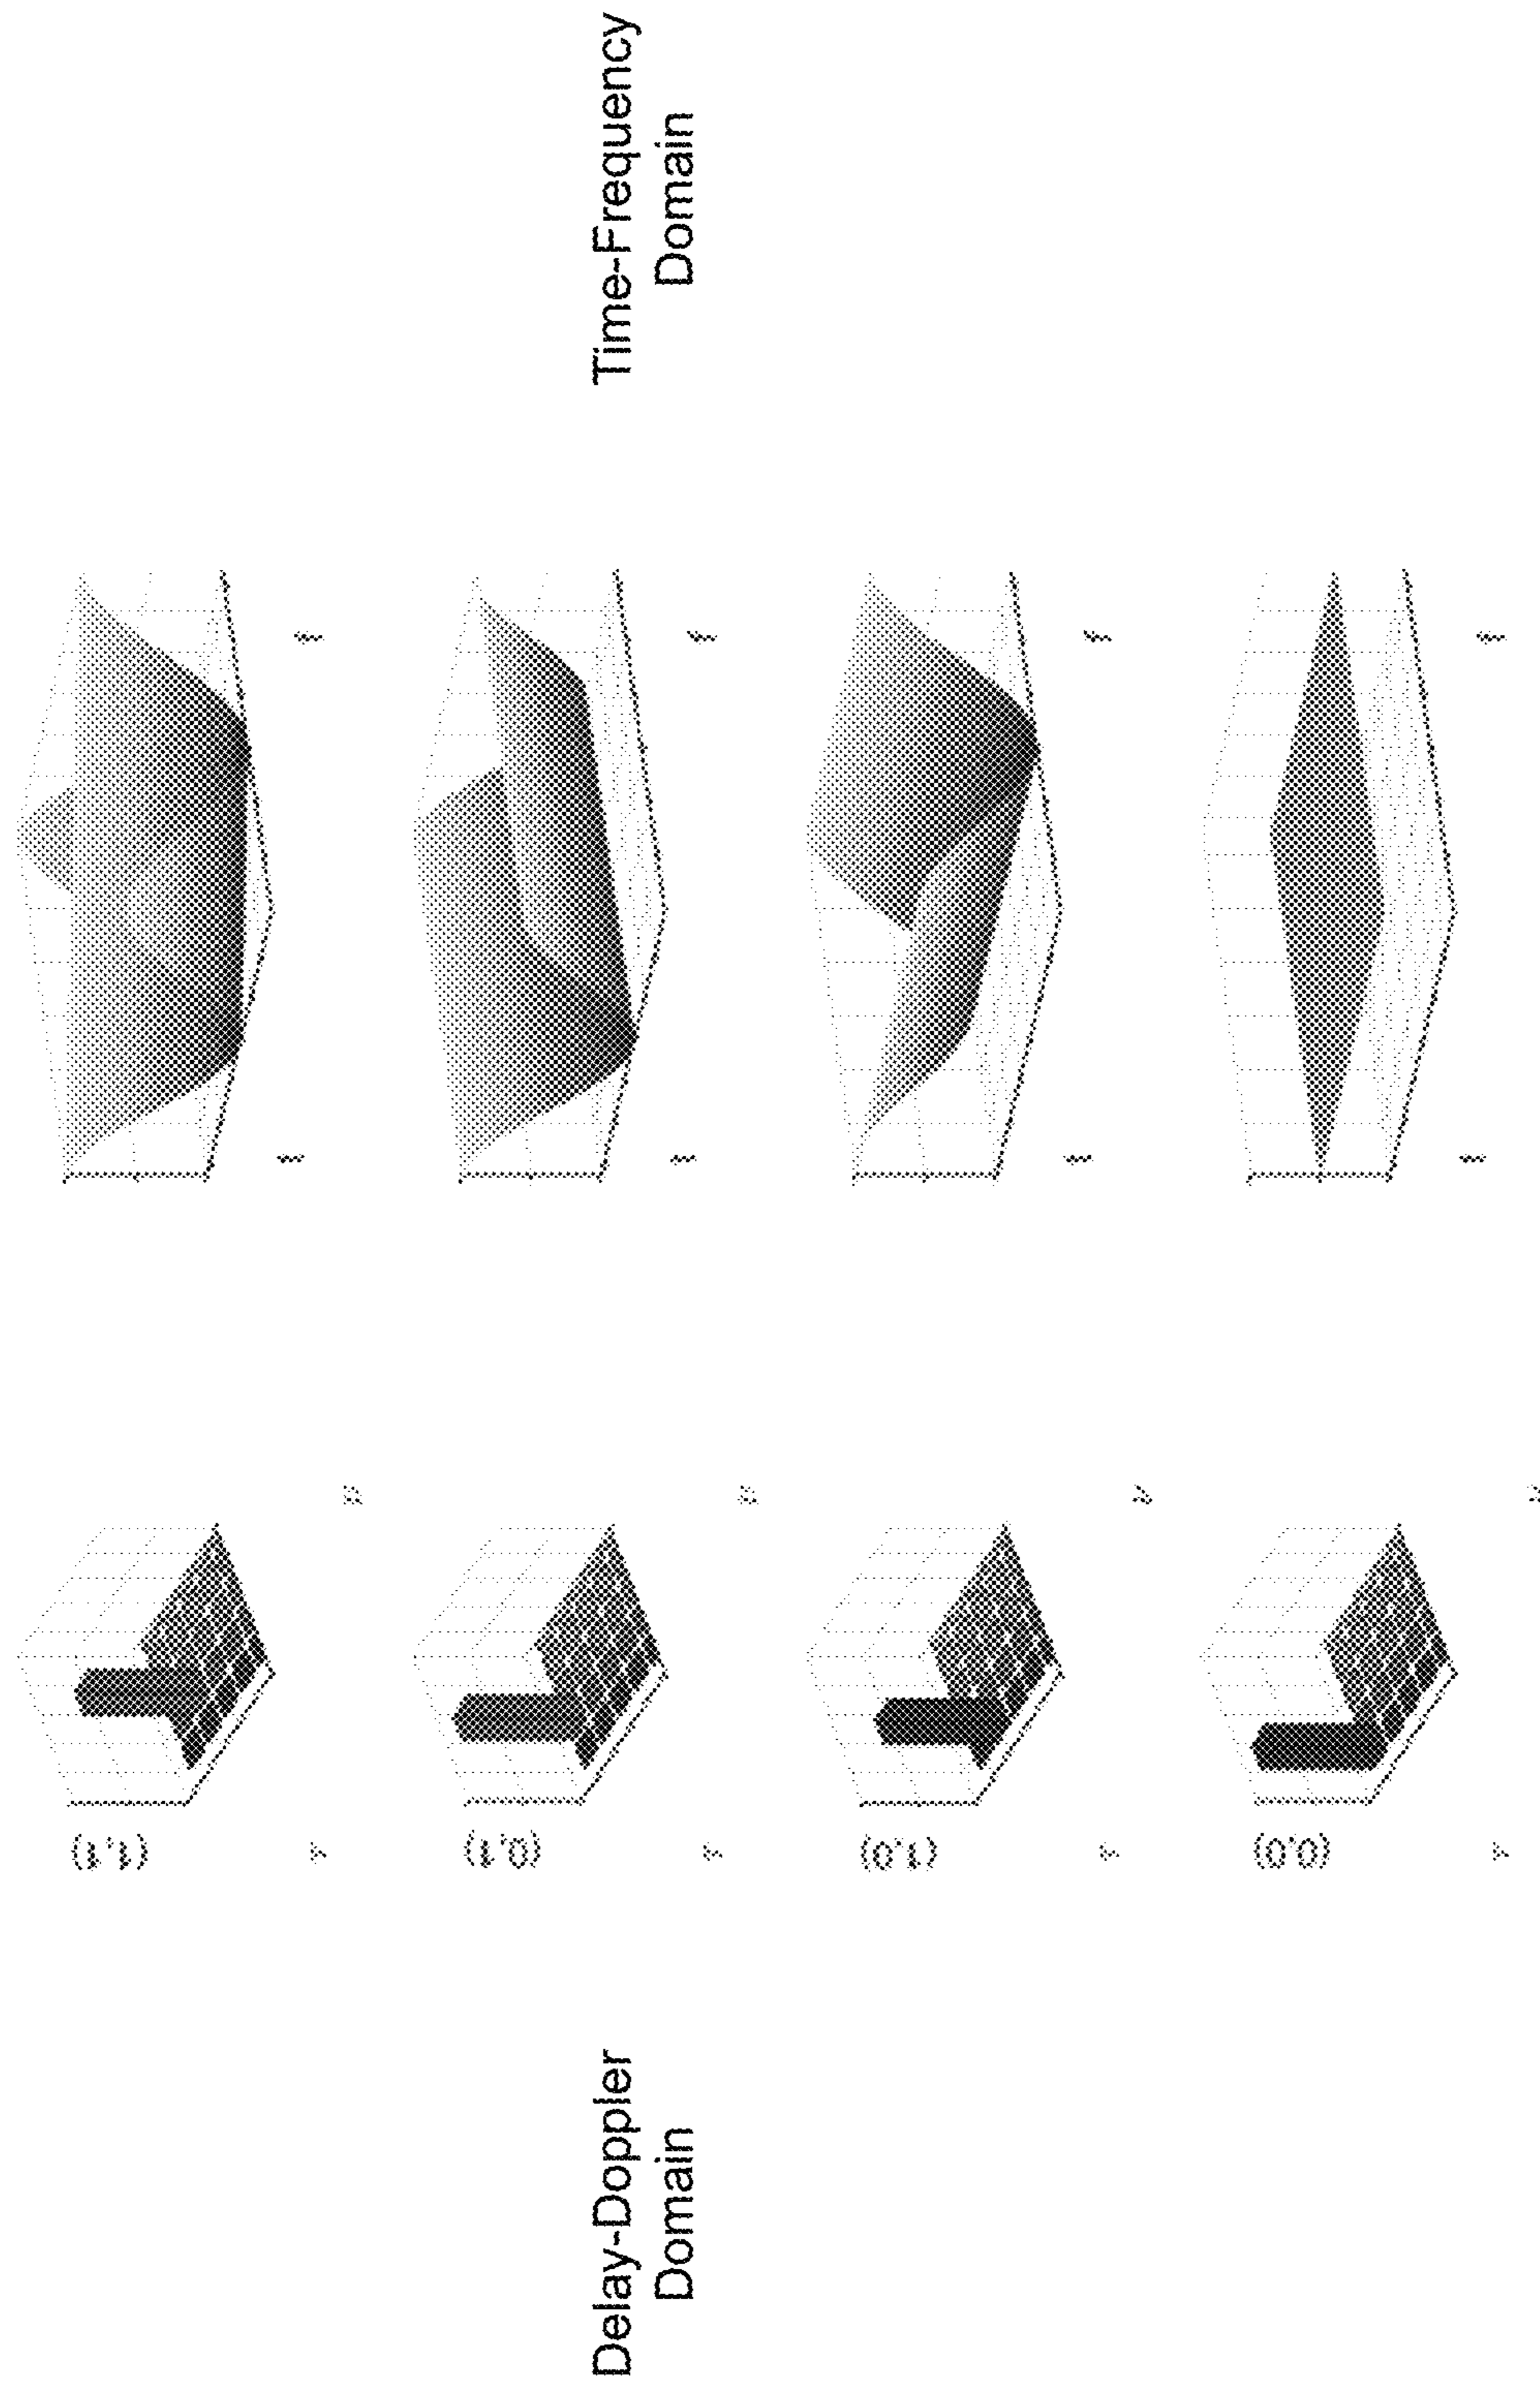 Delay-Doppler
Domain
Time-Frequency
Domain
(1,1)
t
f
(0,1)
t
f
(1,0)
t
f
(0,0)
t
f